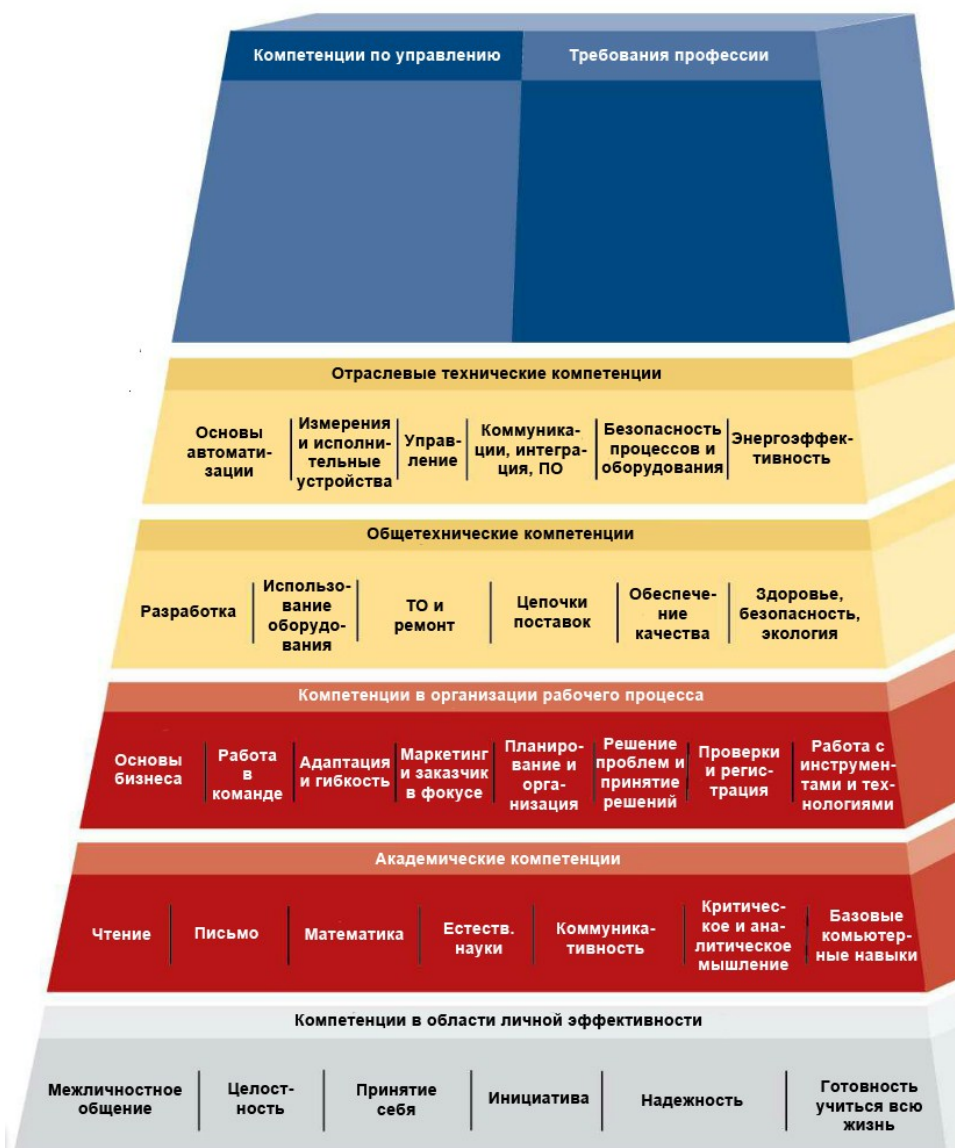 Компетенции по управлению
Требования профессии
Отраслевые технические компетенции
Основы
автомати-
зации
Измерения
и исполни-
тельные
устройства
Управ-
ление
Коммуника-
ции, интегра-
ция, ПО
Безопасность
процессов и
оборудования
Энергоэффек-
тивность
Общетехнические компетенции
Разработка
Использо-
вание
оборудо-
вания
ТО и
ремонт
Цепочки
поставок
Обеспече-
ние
качества
Здоровье,
безопасность,
экология
Компетенции в организации рабочего процесса
Основы
бизнеса
Работа
в
команде
Адаптация
и гибкость
Маркетинг
и заказчик
в фокусе
Планиро-
вание и
орга-
низация
Решение
проблем и
принятие
решений
Проверки
и регис-
трация
Работа с
инструмен-
тами и тех-
нологиями
Академические компетенции
Чтение
Письмо
Математика
Естеств.
науки
Коммуника-
тивность
Критичес-
кое и ана-
литическое
мышление
Базовые
комьютер-
ные навыки
Компетенции в области личной эффективности
Межличностное
общение
Целост-
ность
Принятие
себя
Инициатива
Надежность
Готовность
учиться всю
жизнь